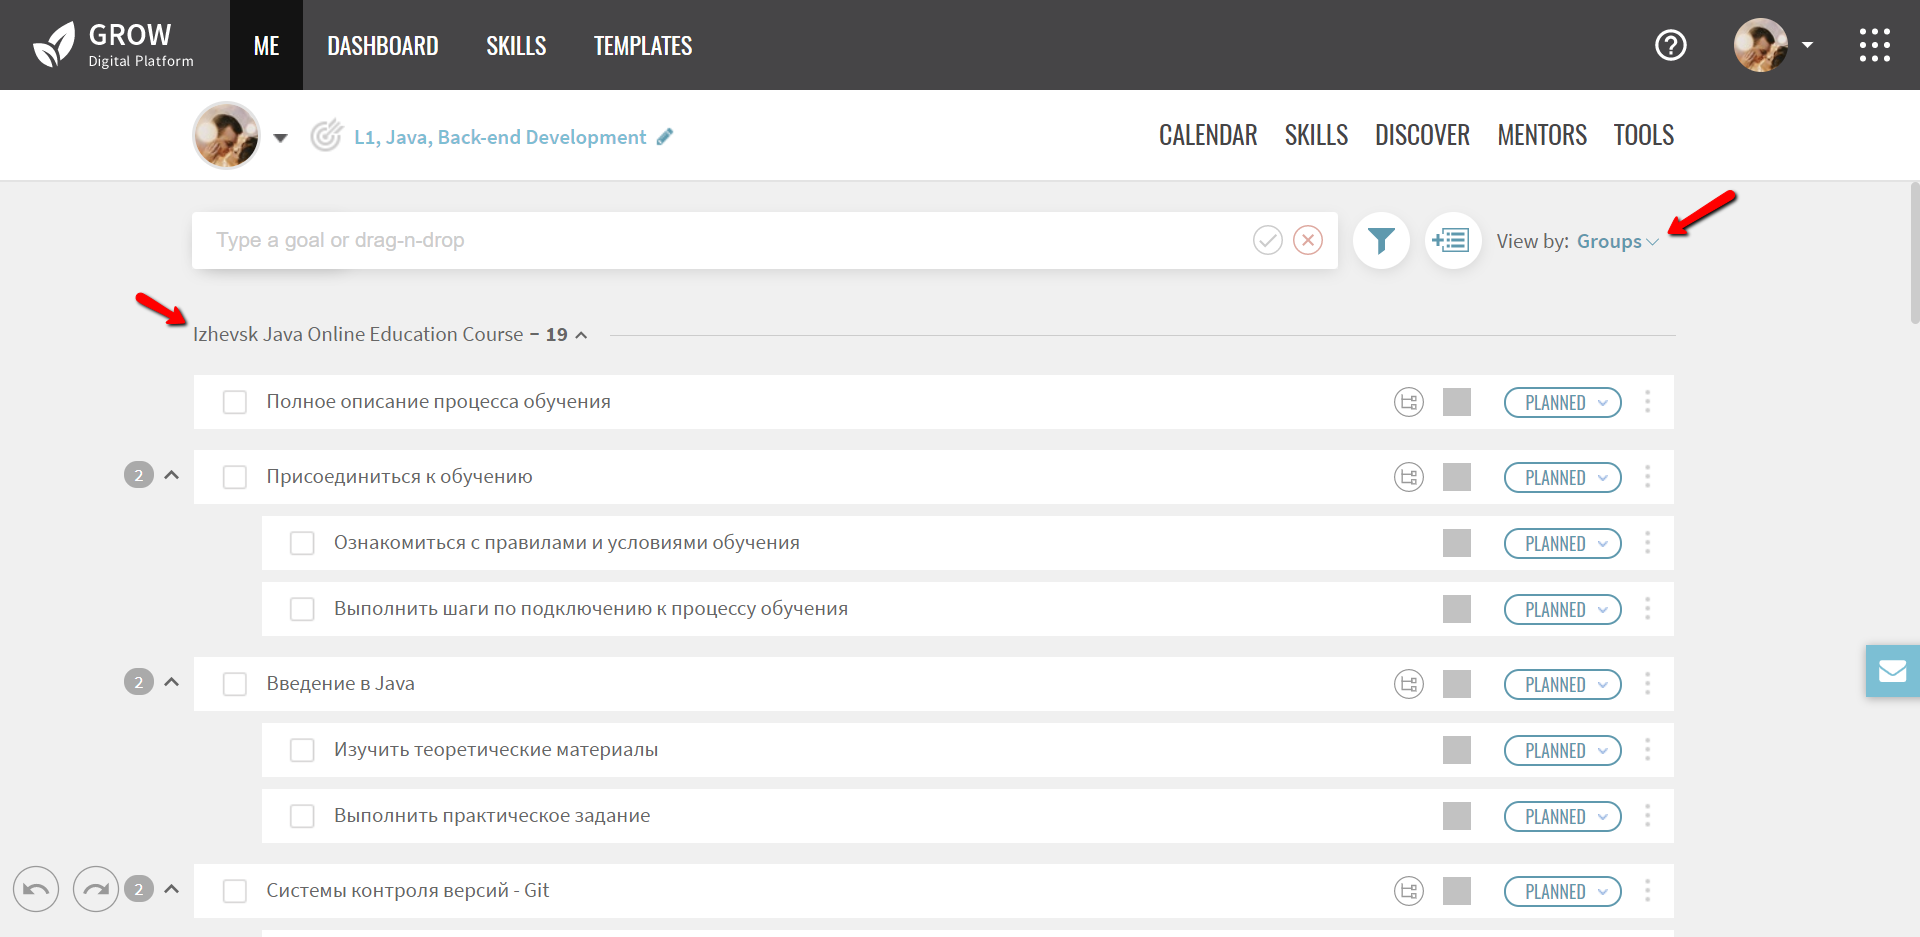 GROW
Digital Platform
ME DASHBOARD SKILLS TEMPLATES
L1, Java, Back-end Development
CALENDAR SKILLS DISCOVER MENTORS TOOLS
Type a goal or drag-n-drop
View by: Groups
Izhevsk Java Online Education Course - 19
Полное описание процесса обучения PLANNED
2 Присоединиться к обучению PLANNED
Ознакомиться с правилами и условиями обучения PLANNED
Выполнить шаги по подключению к процессу обучения PLANNED
2 Введение в Java PLANNED
Изучить теоретические материалы PLANNED
Выполнить практическое задание PLANNED
2 Системы контроля версий - Git PLANNED